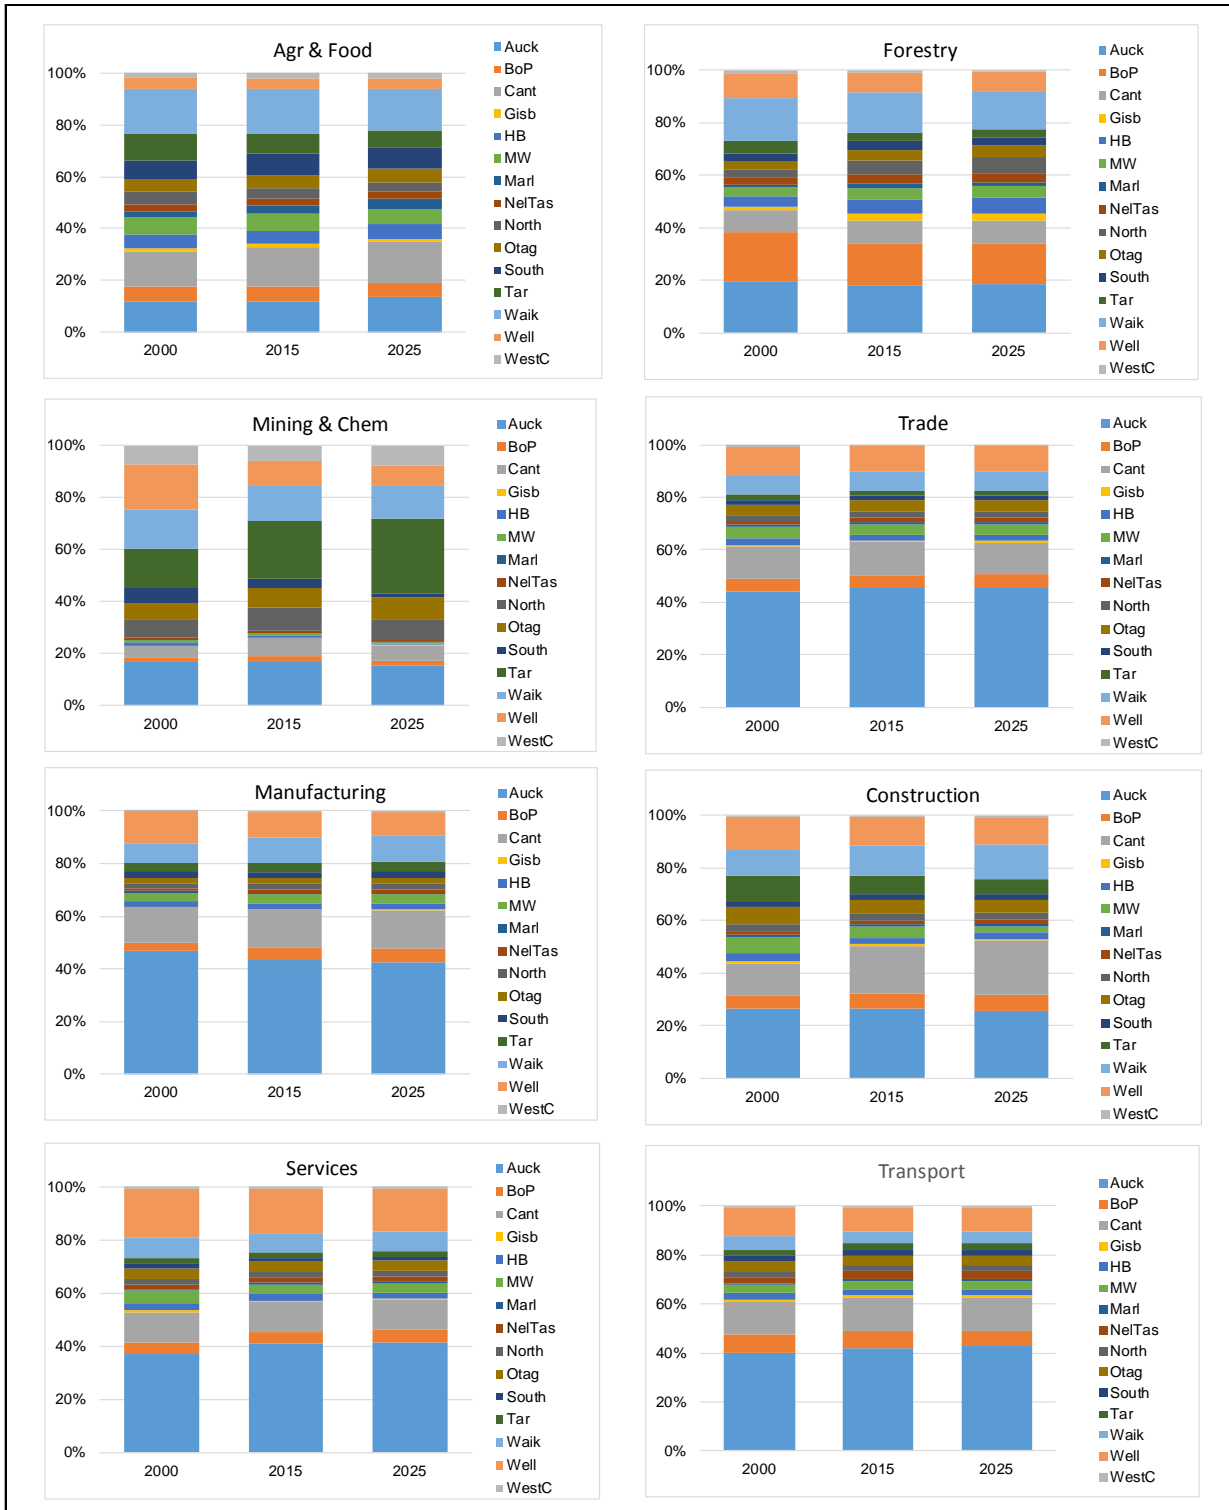 Agr & Food
100%
80%
60%
40%
20%
0%
2000 2015 2025
Auck
BoP
Cant
Gisb
HB
MW
Marl
NelTas
North
Otag
South
Tar
Waik
Well
WestC
Forestry
100%
80%
60%
40%
20%
0%
2000 2015 2025
Auck
BoP
Cant
Gisb
HB
MW
Marl
NelTas
North
Otag
South
Tar
Waik
Well
WestC
Mining & Chem
100%
80%
60%
40%
20%
0%
2000 2015 2025
Auck
BoP
Cant
Gisb
HB
MW
Marl
NelTas
North
Otag
South
Tar
Waik
Well
WestC
Trade
100%
80%
60%
40%
20%
0%
2000 2015 2025
Auck
BoP
Cant
Gisb
HB
MW
Marl
NelTas
North
Otag
South
Tar
Waik
Well
WestC
Manufacturing
100%
80%
60%
40%
20%
0%
2000 2015 2025
Auck
BoP
Cant
Gisb
HB
MW
Marl
NelTas
North
Otag
South
Tar
Waik
Well
WestC
Construction
100%
80%
60%
40%
20%
0%
2000 2015 2025
Auck
BoP
Cant
Gisb
HB
MW
Marl
NelTas
North
Otag
South
Tar
Waik
Well
WestC
Services
100%
80%
60%
40%
20%
0%
2000 2015 2025
Auck
BoP
Cant
Gisb
HB
MW
Marl
NelTas
North
Otag
South
Tar
Waik
Well
WestC
Transport
100%
80%
60%
40%
20%
0%
2000 2015 2025
Auck
BoP
Cant
Gisb
HB
MW
Marl
NelTas
North
Otag
South
Tar
Waik
Well
WestC